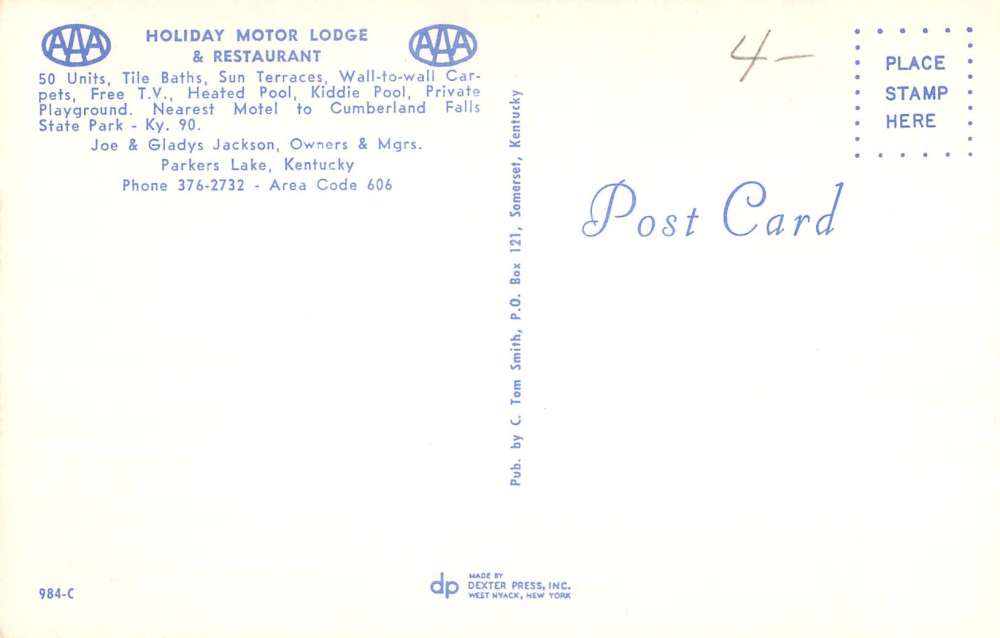 AAA
HOLIDAY MOTOR LODGE
& RESTAURANT
AAA
50 Units, Tile Baths, Sun Terraces, Wall-to-wall Car-
pets, Free T.V., Heated Pool, Kiddie Pool, Private
Playground. Nearest Motel to Cumberland Falls
State Park - Ky. 90.
Joe & Gladys Jackson, Owners & Mgrs.
Parkers Lake, Kentucky
Phone 376-2732 - Area Code 606
984-C
Pub. by C. Tom Smith, P.O. Box 121, Somerset, Kentucky
dp
MADE BY
DEXTER PRESS, INC.
WEST NYACK, NEW YORK
4-
PLACE
STAMP
HERE
Post Card